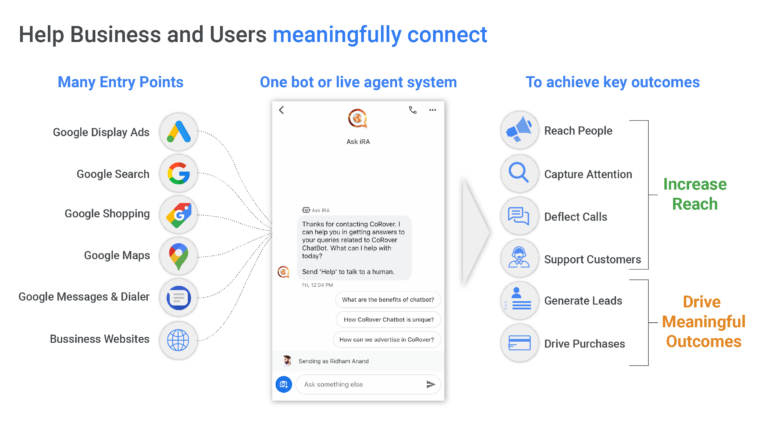 Help Business and Users meaningfully connect
Many Entry Points
Google Display Ads
Google Search
Google Shopping
Google Maps
Google Messages & Dialer
Bussiness Websites
One bot or live agent system
Ask iRA
Ask iRA
Thanks for contacting CoRover. I
can help you in getting answers to
your queries related to CoRover
ChatBot. What can I help with
today?
Send 'Help' to talk to a human.
Fri, 12:04 PM
What are the benefits of chatbot?
How CoRover Chatbot is unique?
How can we advertise in CoRover?
Sending as Ridham Anand
Ask something else
To achieve key outcomes
Reach People
Capture Attention
Deflect Calls
Support Customers
Generate Leads
Drive Purchases
Increase
Reach
Drive
Meaningful
Outcomes